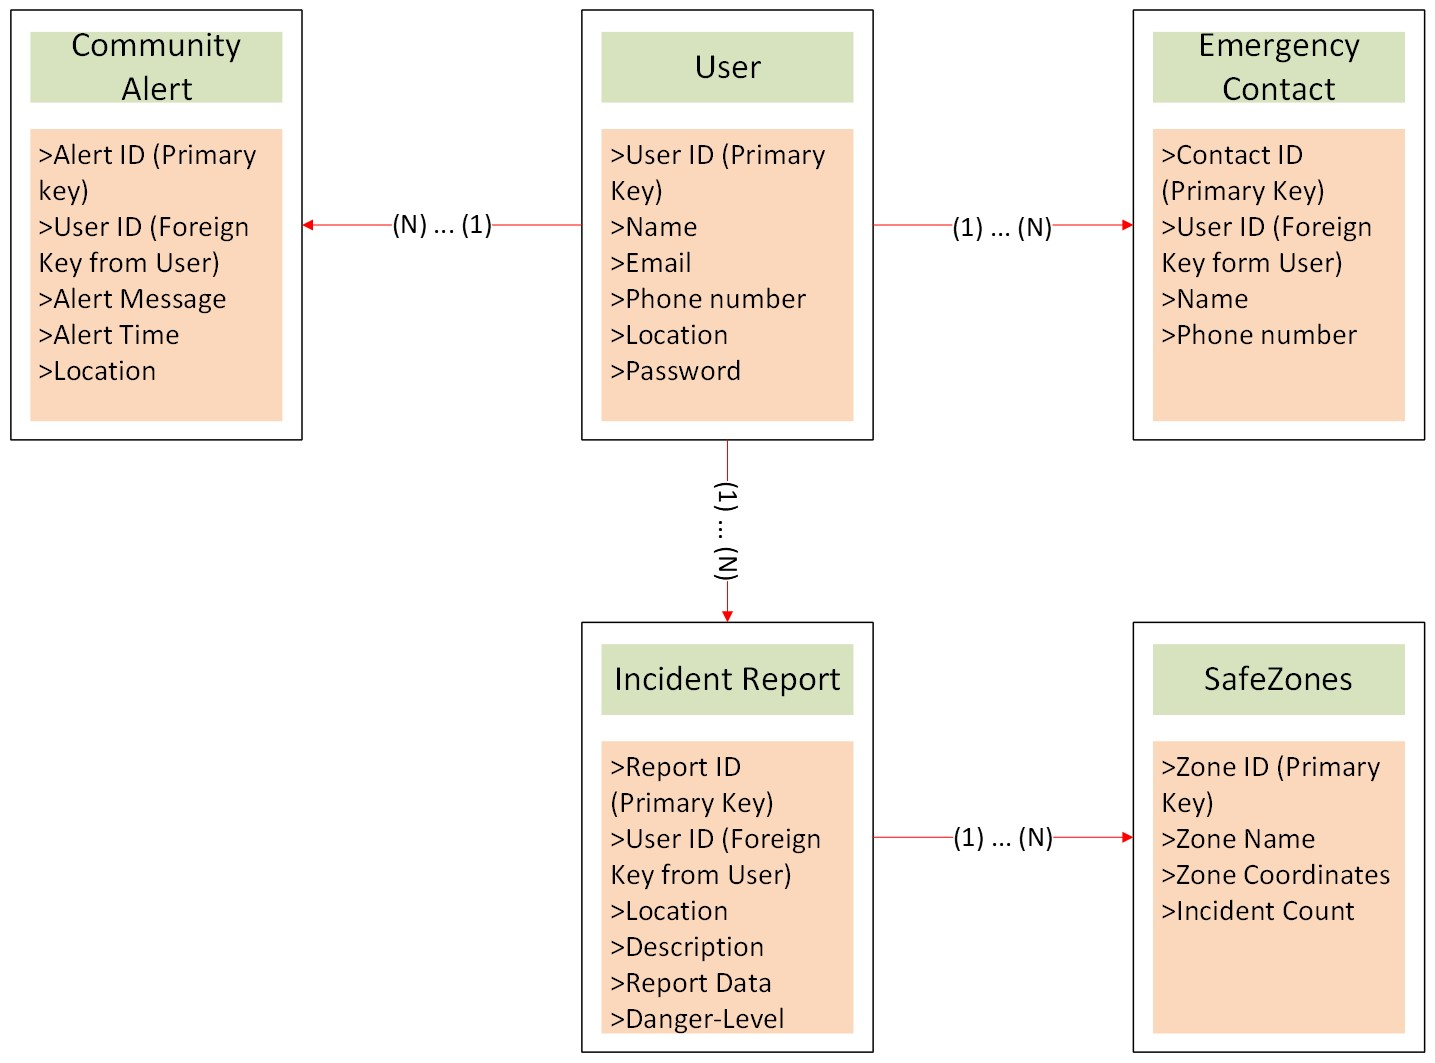 Community
Alert
>Alert ID (Primary
key)
>User ID (Foreign
Key from User)
>Alert Message
>Alert Time
>Location
(N) ... (1)
User
>User ID (Primary
Key)
>Name
>Email
>Phone number
>Location
>Password
(1) ... (N)
Emergency
Contact
>Contact ID
(Primary Key)
>User ID (Foreign
Key form User)
>Name
>Phone number
(1) ... (N)
Incident Report
>Report ID
(Primary Key)
>User ID (Foreign
Key from User)
>Location
>Description
>Report Data
>Danger-Level
(1) ... (N)
SafeZones
>Zone ID (Primary
Key)
>Zone Name
>Zone Coordinates
>Incident Count